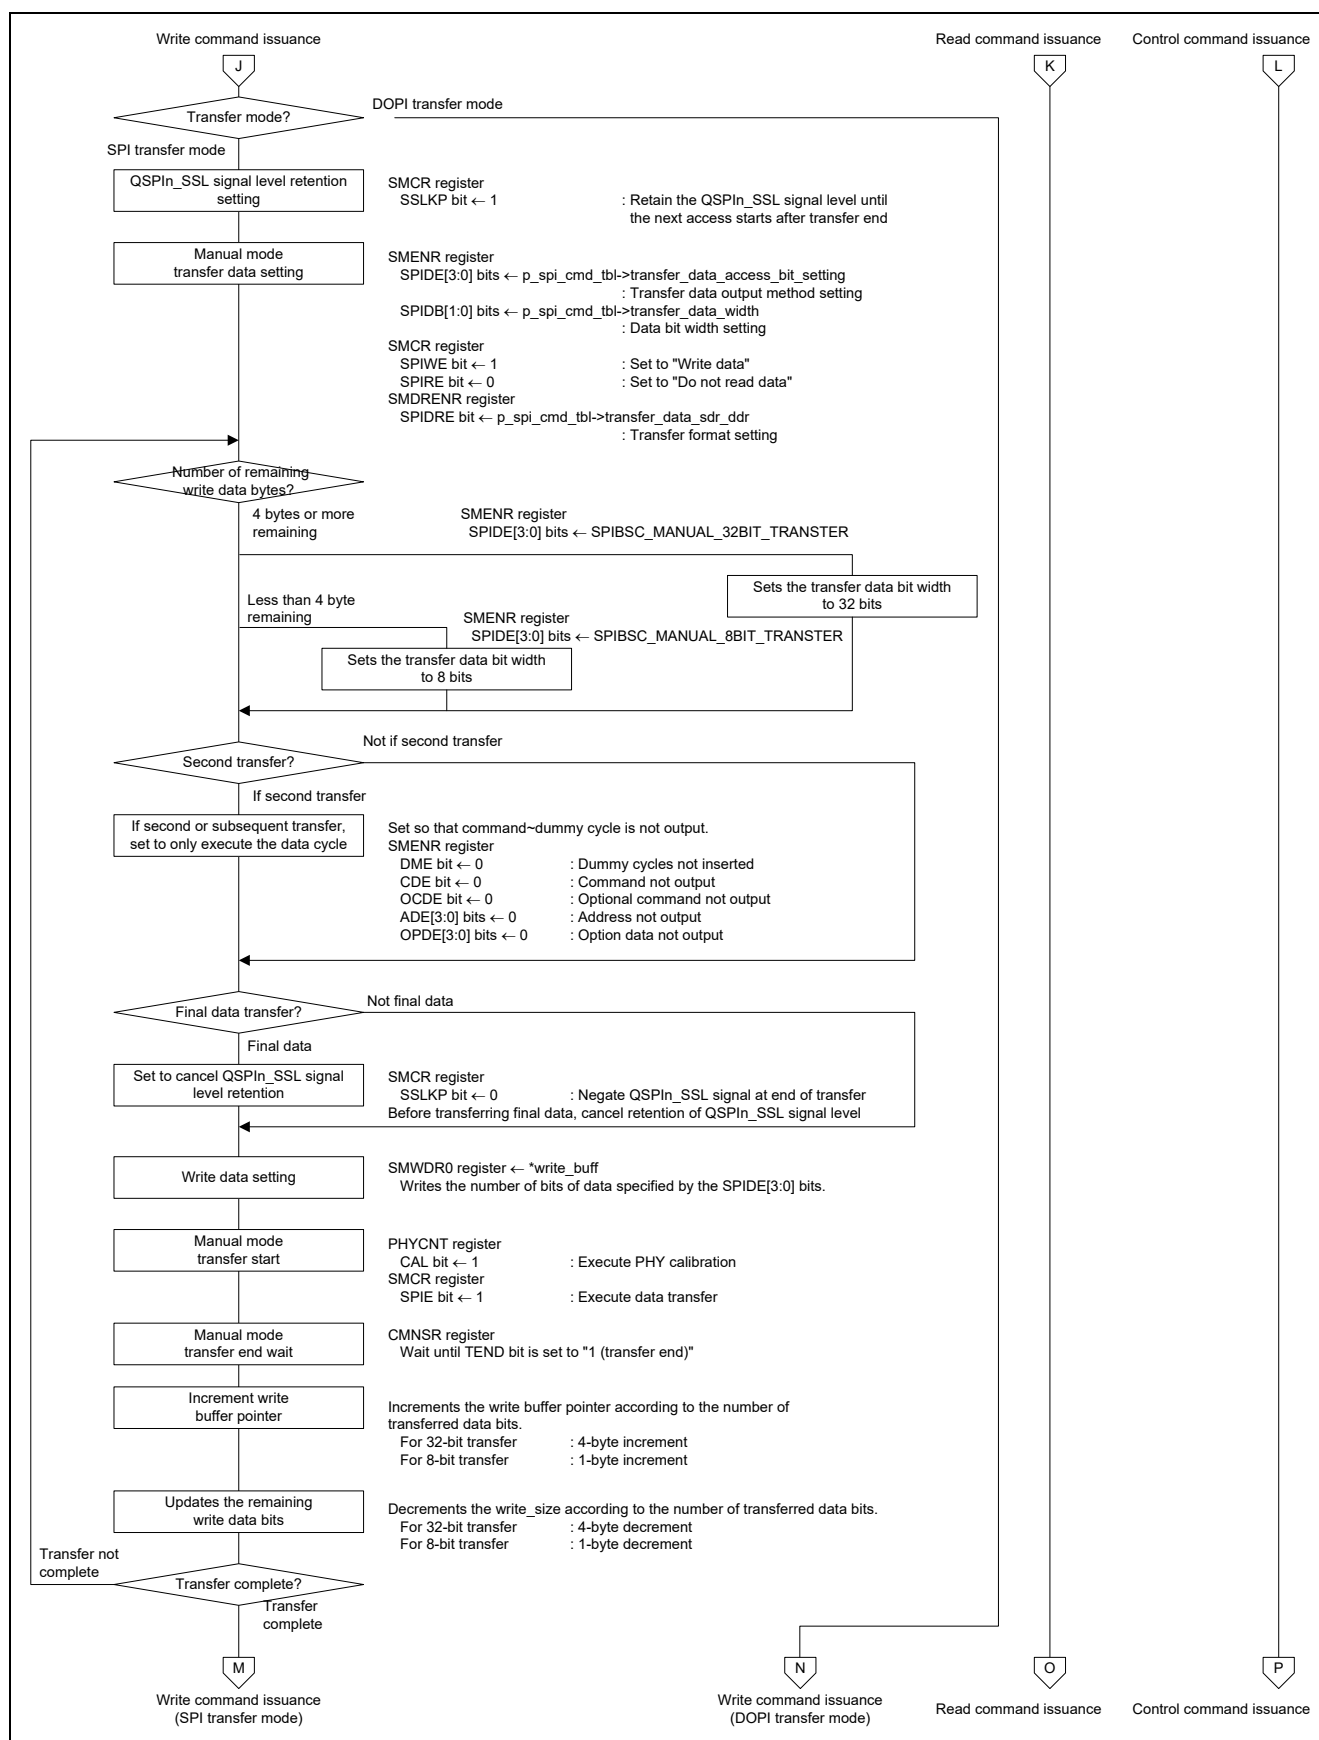 Write command issuance
Read command issuance
Control command issuance
J
K
L
Transfer mode?
DOPI transfer mode
SPI transfer mode
QSPIn_SSL signal level retention
setting
SMCR register
SSLKP bit ← 1 : Retain the QSPIn_SSL signal level until
the next access starts after transfer end
Manual mode
transfer data setting
SMENR register
SPIDE[3:0] bits ← p_spi_cmd_tbl->transfer_data_access_bit_setting
: Transfer data output method setting
SPIDB[1:0] bits ← p_spi_cmd_tbl->transfer_data_width
: Data bit width setting
SMCR register
SPIWE bit ← 1 : Set to "Write data"
SPIRE bit ← 0 : Set to "Do not read data"
SMDRENR register
SPIDRE bit ← p_spi_cmd_tbl->transfer_data_sdr_ddr
: Transfer format setting
Number of remaining
write data bytes?
4 bytes or more
remaining
SMENR register
SPIDE[3:0] bits ← SPIBSC_MANUAL_32BIT_TRANSTER
Sets the transfer data bit width
to 32 bits
Less than 4 byte
remaining
SMENR register
SPIDE[3:0] bits ← SPIBSC_MANUAL_8BIT_TRANSTER
Sets the transfer data bit width
to 8 bits
Second transfer?
Not if second transfer
If second transfer
If second or subsequent transfer,
set to only execute the data cycle
Set so that command~dummy cycle is not output.
SMENR register
DME bit ← 0 : Dummy cycles not inserted
CDE bit ← 0 : Command not output
OCDE bit ← 0 : Optional command not output
ADE[3:0] bits ← 0 : Address not output
OPDE[3:0] bits ← 0 : Option data not output
Final data transfer?
Not final data
Final data
Set to cancel QSPIn_SSL signal
level retention
SMCR register
SSLKP bit ← 0 : Negate QSPIn_SSL signal at end of transfer
Before transferring final data, cancel retention of QSPIn_SSL signal level
Write data setting
SMWDR0 register ← *write_buff
Writes the number of bits of data specified by the SPIDE[3:0] bits.
Manual mode
transfer start
PHYCNT register
CAL bit ← 1 : Execute PHY calibration
SMCR register
SPIE bit ← 1 : Execute data transfer
Manual mode
transfer end wait
CMNSR register
Wait until TEND bit is set to "1 (transfer end)"
Increment write
buffer pointer
Increments the write buffer pointer according to the number of
transferred data bits.
For 32-bit transfer : 4-byte increment
For 8-bit transfer : 1-byte increment
Updates the remaining
write data bits
Decrements the write_size according to the number of transferred data bits.
For 32-bit transfer : 4-byte decrement
For 8-bit transfer : 1-byte decrement
Transfer not
complete
Transfer complete?
Transfer
complete
M
N
O
P
Write command issuance
(SPI transfer mode)
Write command issuance
(DOPI transfer mode)
Read command issuance
Control command issuance